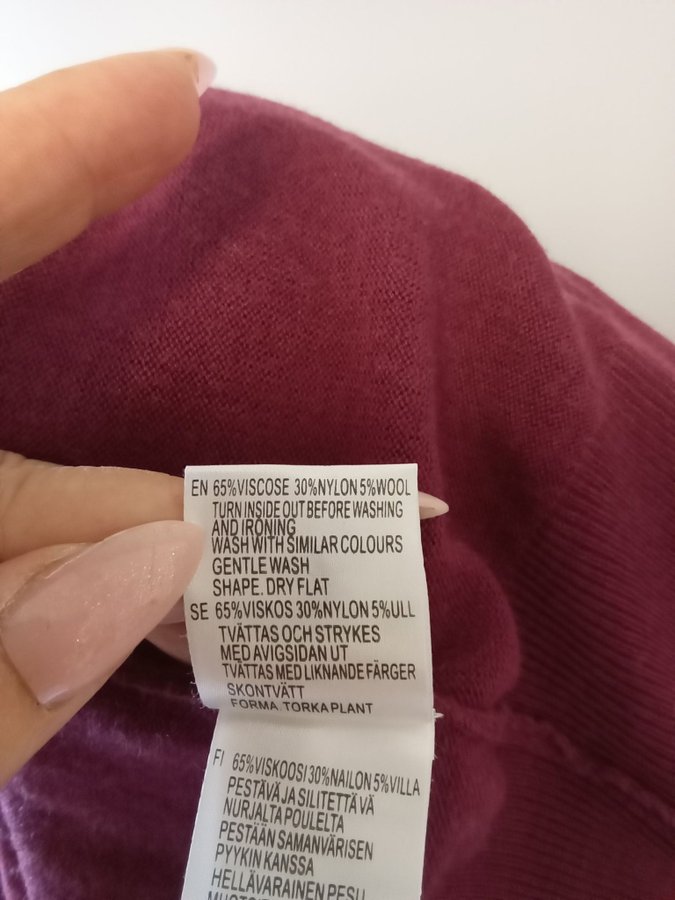 EN 65%VISCOSE 30%NYLON 5%WOOL
TURN INSIDE OUT BEFORE WASHING
AND IRONING
WASH WITH SIMILAR COLOURS
GENTLE WASH
SHAPE. DRY FLAT
SE 65%VISKOS 30%NYLON 5%ULL
TVÄTTAS OCH STRYKES
MED AVIGSIDAN UT
TVÄTTAS MED LIKNANDE FÄRGER
SKONTVÄTT
FORMA. TORKA PLANT
FI 65%VISKOOSI 30%NAILON 5%VILLA
PESTÄVÄ JA SILITETTÄVÄ
NURJALTA POULELTA
PESTÄÄN SAMANVÄRISEN
PYYKIN KANSSA
HELLÄVARAINEN PESU